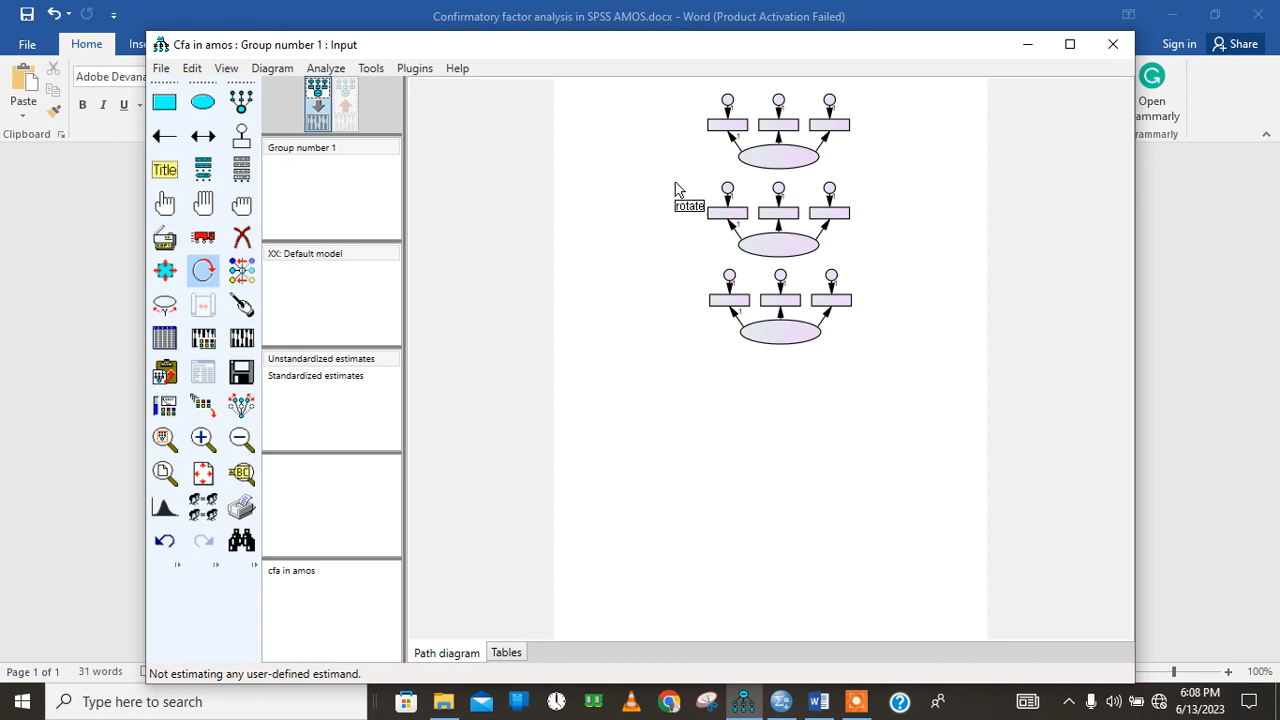 Confirmatory factor analysis in SPSS AMOS.docx - Word (Product Activation Failed)
File
Home
Sign in
Share
Adobe Devana
Paste
B I U
Open
ammarly
rammarly
Cfa in amos : Group number 1 : Input
File Edit View Diagram Analyze Tools Plugins Help
Title
Group number 1
XX: Default model
Unstandardized estimates
Standardized estimates
cfa in amos
rotate
1
1
1
Path diagram
Tables
Not estimating any user-defined estimand.
Page 1 of 1
31 words
100%
Type here to search
6:08 PM
6/13/2023